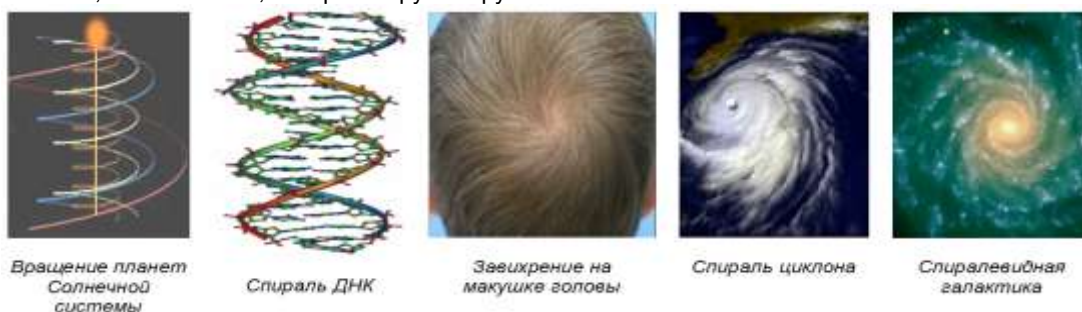 Вращение планет
Солнечной
системы
Спираль ДНК
Завихрение на
макушке головы
Спираль циклона
Спиралевидная
галактика